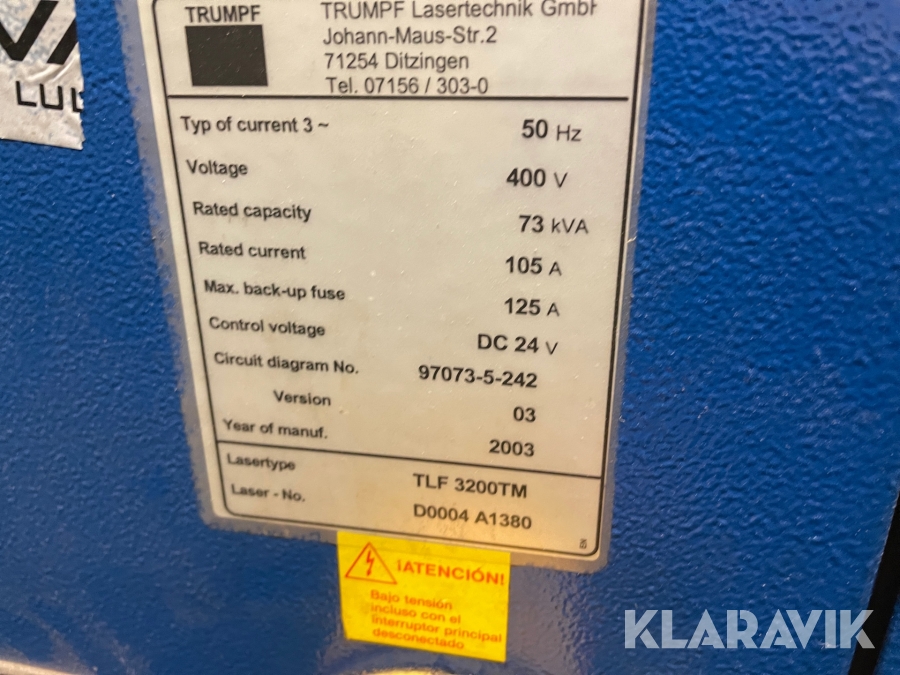 TRUMPF
TRUMPF Lasertechnik GmbH
Johann-Maus-Str.2
71254 Ditzingen
Tel. 07156 / 303-0
Typ of current 3 ~ 50 Hz
Voltage 400 V
Rated capacity 73 kVA
Rated current 105 A
Max. back-up fuse 125 A
Control voltage DC 24 V
Circuit diagram No. 97073-5-242
Version 03
Year of manuf. 2003
Lasertype TLF 3200TM
Laser - No. D0004 A1380
EN
¡ATENCIÓN!
Bajo tensión
incluso con el
interruptor principal
desconectado
KLARAVIK